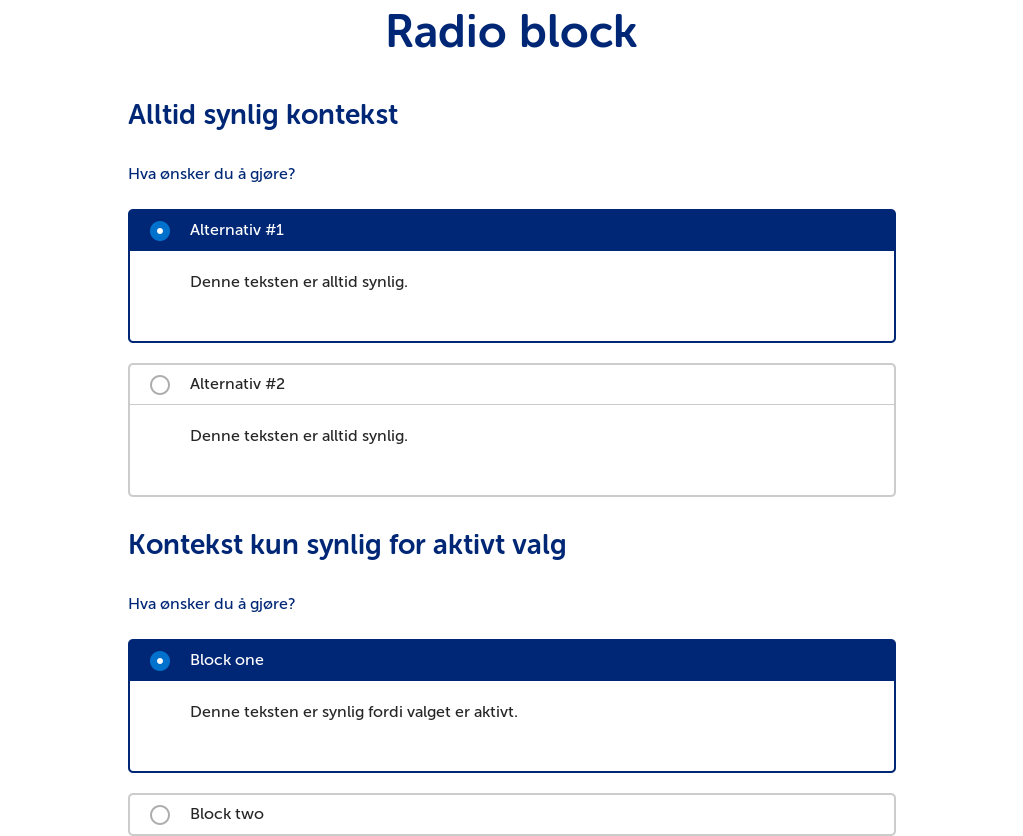 Radio block
Alltid synlig kontekst
Hva ønsker du å gjøre?
Alternativ #1
Denne teksten er alltid synlig.
Alternativ #2
Denne teksten er alltid synlig.
Kontekst kun synlig for aktivt valg
Hva ønsker du å gjøre?
Block one
Denne teksten er synlig fordi valget er aktivt.
Block two